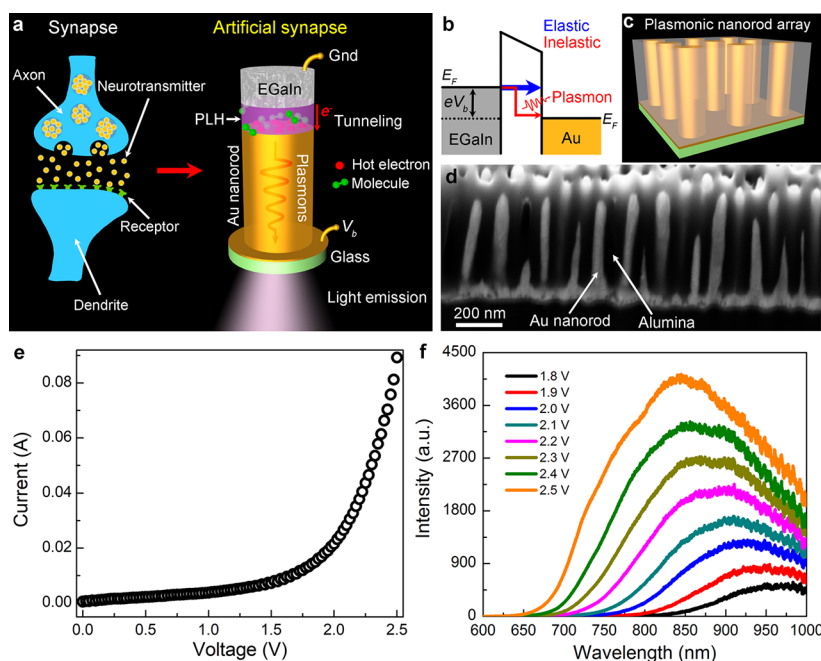 a
Synapse
Artificial synapse
Axon
Neurotransmitter
Receptor
Dendrite
Gnd
EGaIn
PLH
e-
Tunneling
Au nanorod
Plasmons
Hot electron
Molecule
Vb
Glass
Light emission
b
Elastic
Inelastic
EF
eVb
Plasmon
EF
EGaIn
Au
c
Plasmonic nanorod array
d
200 nm
Au nanorod
Alumina
e
Current (A)
0.08
0.06
0.04
0.02
0.00
0.0 0.5 1.0 1.5 2.0 2.5
Voltage (V)
f
Intensity (a.u.)
4500
3600
2700
1800
900
0
1.8 V
1.9 V
2.0 V
2.1 V
2.2 V
2.3 V
2.4 V
2.5 V
600 650 700 750 800 850 900 950 1000
Wavelength (nm)